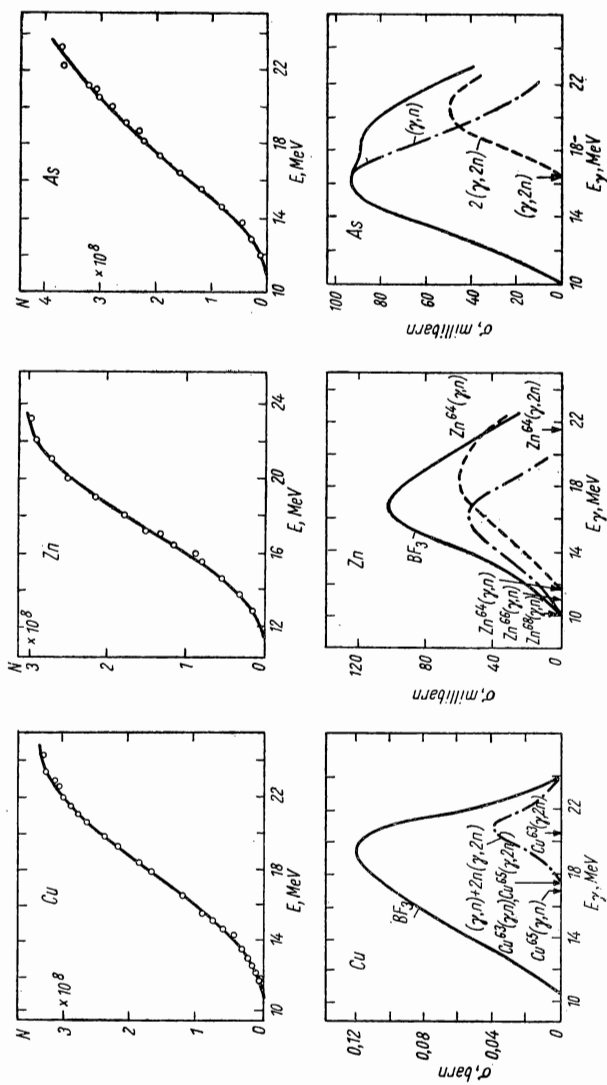 N
× 10⁸
Cu
3
2
1
0
10 14 18 22
E, MeV
N
× 10⁸
Zn
3
2
1
0
12 16 20 24
E, MeV
N
× 10⁸
As
4
3
2
1
0
10 14 18 22
E, MeV
σ, barn
Cu
0,12
0,08
0,04
0
BF₃
(γ,n)+2n(γ,2n)
Cu⁶³(γ,n)Cu⁶⁵(γ,2n)
Cu⁶⁵(γ,n)
Cu⁶³(γ,2n)
10 14 18 22
Eγ, MeV
σ, millibarn
Zn
120
80
40
0
BF₃
Zn⁶⁴(γ,n)
Zn⁶⁴(γ,n)
Zn⁶⁶(γ,n)
Zn⁶⁸(γ,n)
Zn⁶⁴(γ,2n)
10 14 18 22
Eγ, MeV
σ, millibarn
As
100
80
60
40
20
0
(γ,n)
2(γ,2n)
(γ,2n)
10 14 18 22
Eγ, MeV